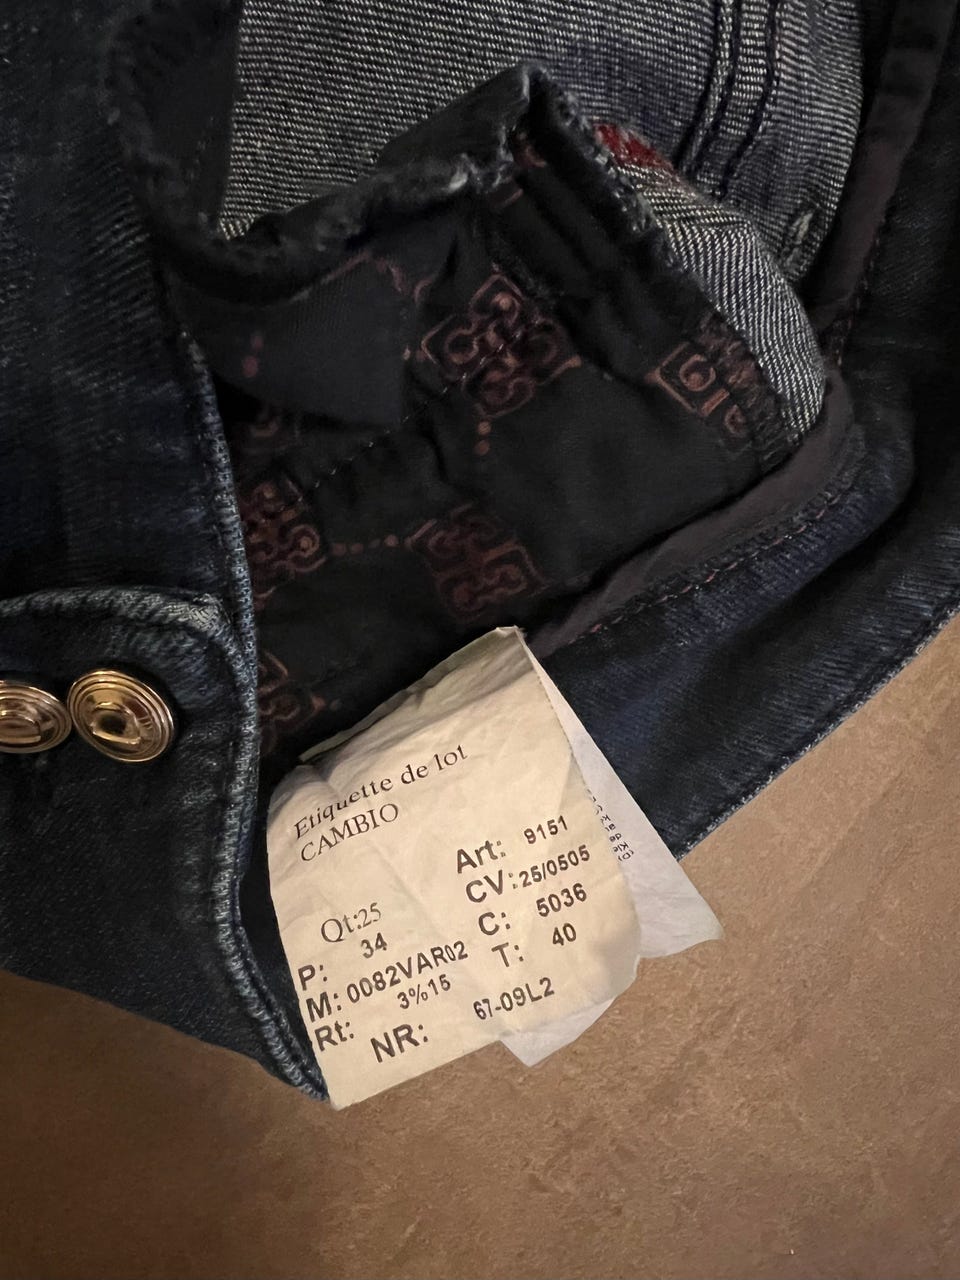 Etiquette de lot
CAMBIO
Art: 9151
CV: 25/0505
Qt:25 C: 5036
P: 34 T: 40
M: 0082VAR02
Rt: 3%15
NR: 67-09L2